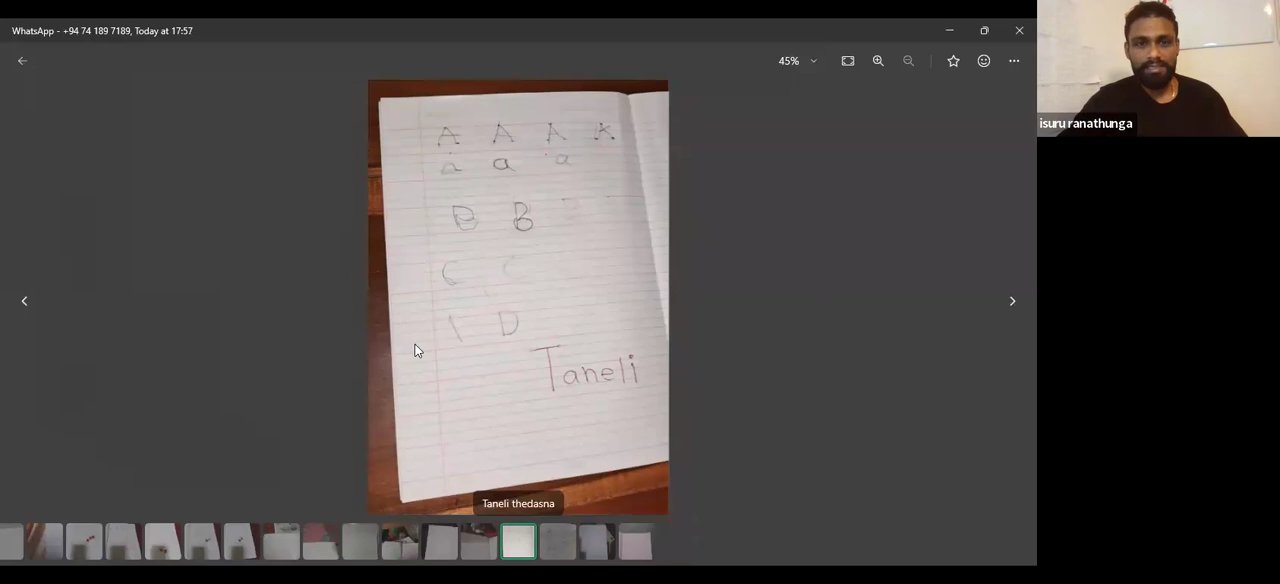 WhatsApp - +94 74 189 7189, Today at 17:57
45%
isuru ranathunga
A A A A
a a a
B B
C C
D
Taneli
Taneli thedasna